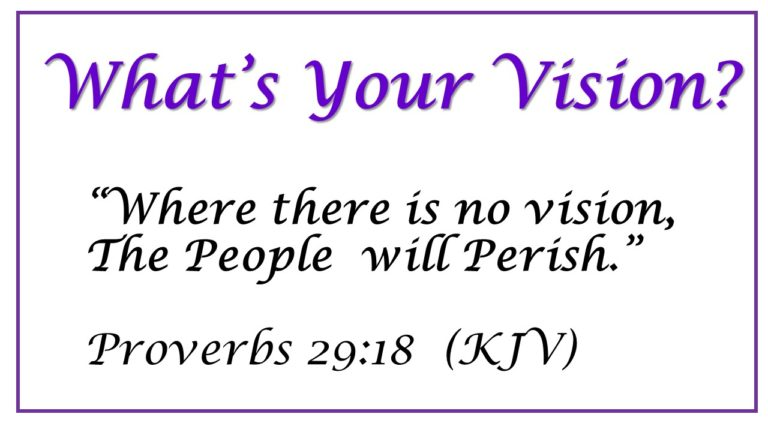 What’s Your Vision?
“Where there is no vision,
The People  will Perish.”
Proverbs 29:18  (KJV)